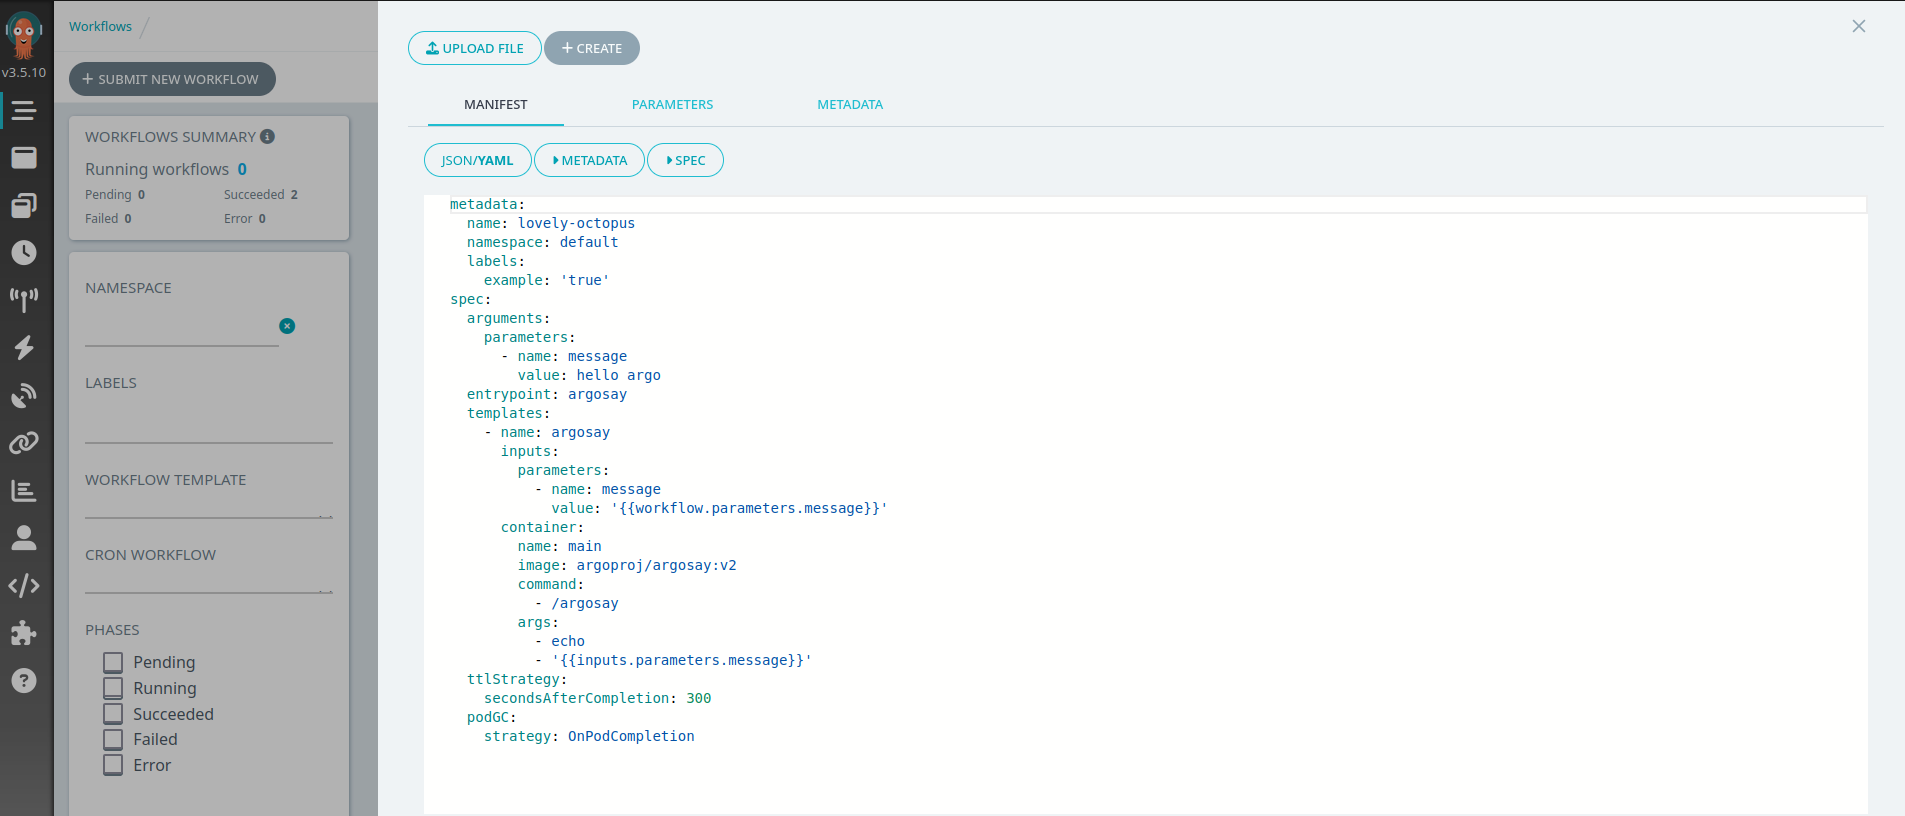 v3.5.10
Workflows
SUBMIT NEW WORKFLOW
WORKFLOWS SUMMARY
Running workflows 0
Pending 0 Succeeded 2
Failed 0 Error 0
NAMESPACE
LABELS
WORKFLOW TEMPLATE
CRON WORKFLOW
PHASES
Pending
Running
Succeeded
Failed
Error
UPLOAD FILE + CREATE
MANIFEST PARAMETERS METADATA
JSON/YAML METADATA SPEC
metadata:
  name: lovely-octopus
  namespace: default
  labels:
    example: 'true'
spec:
  arguments:
    parameters:
      - name: message
        value: hello argo
  entrypoint: argosay
  templates:
    - name: argosay
      inputs:
        parameters:
          - name: message
            value: '{{workflow.parameters.message}}'
      container:
        name: main
        image: argoproj/argosay:v2
        command:
          - /argosay
        args:
          - echo
          - '{{inputs.parameters.message}}'
  ttlStrategy:
    secondsAfterCompletion: 300
  podGC:
    strategy: OnPodCompletion